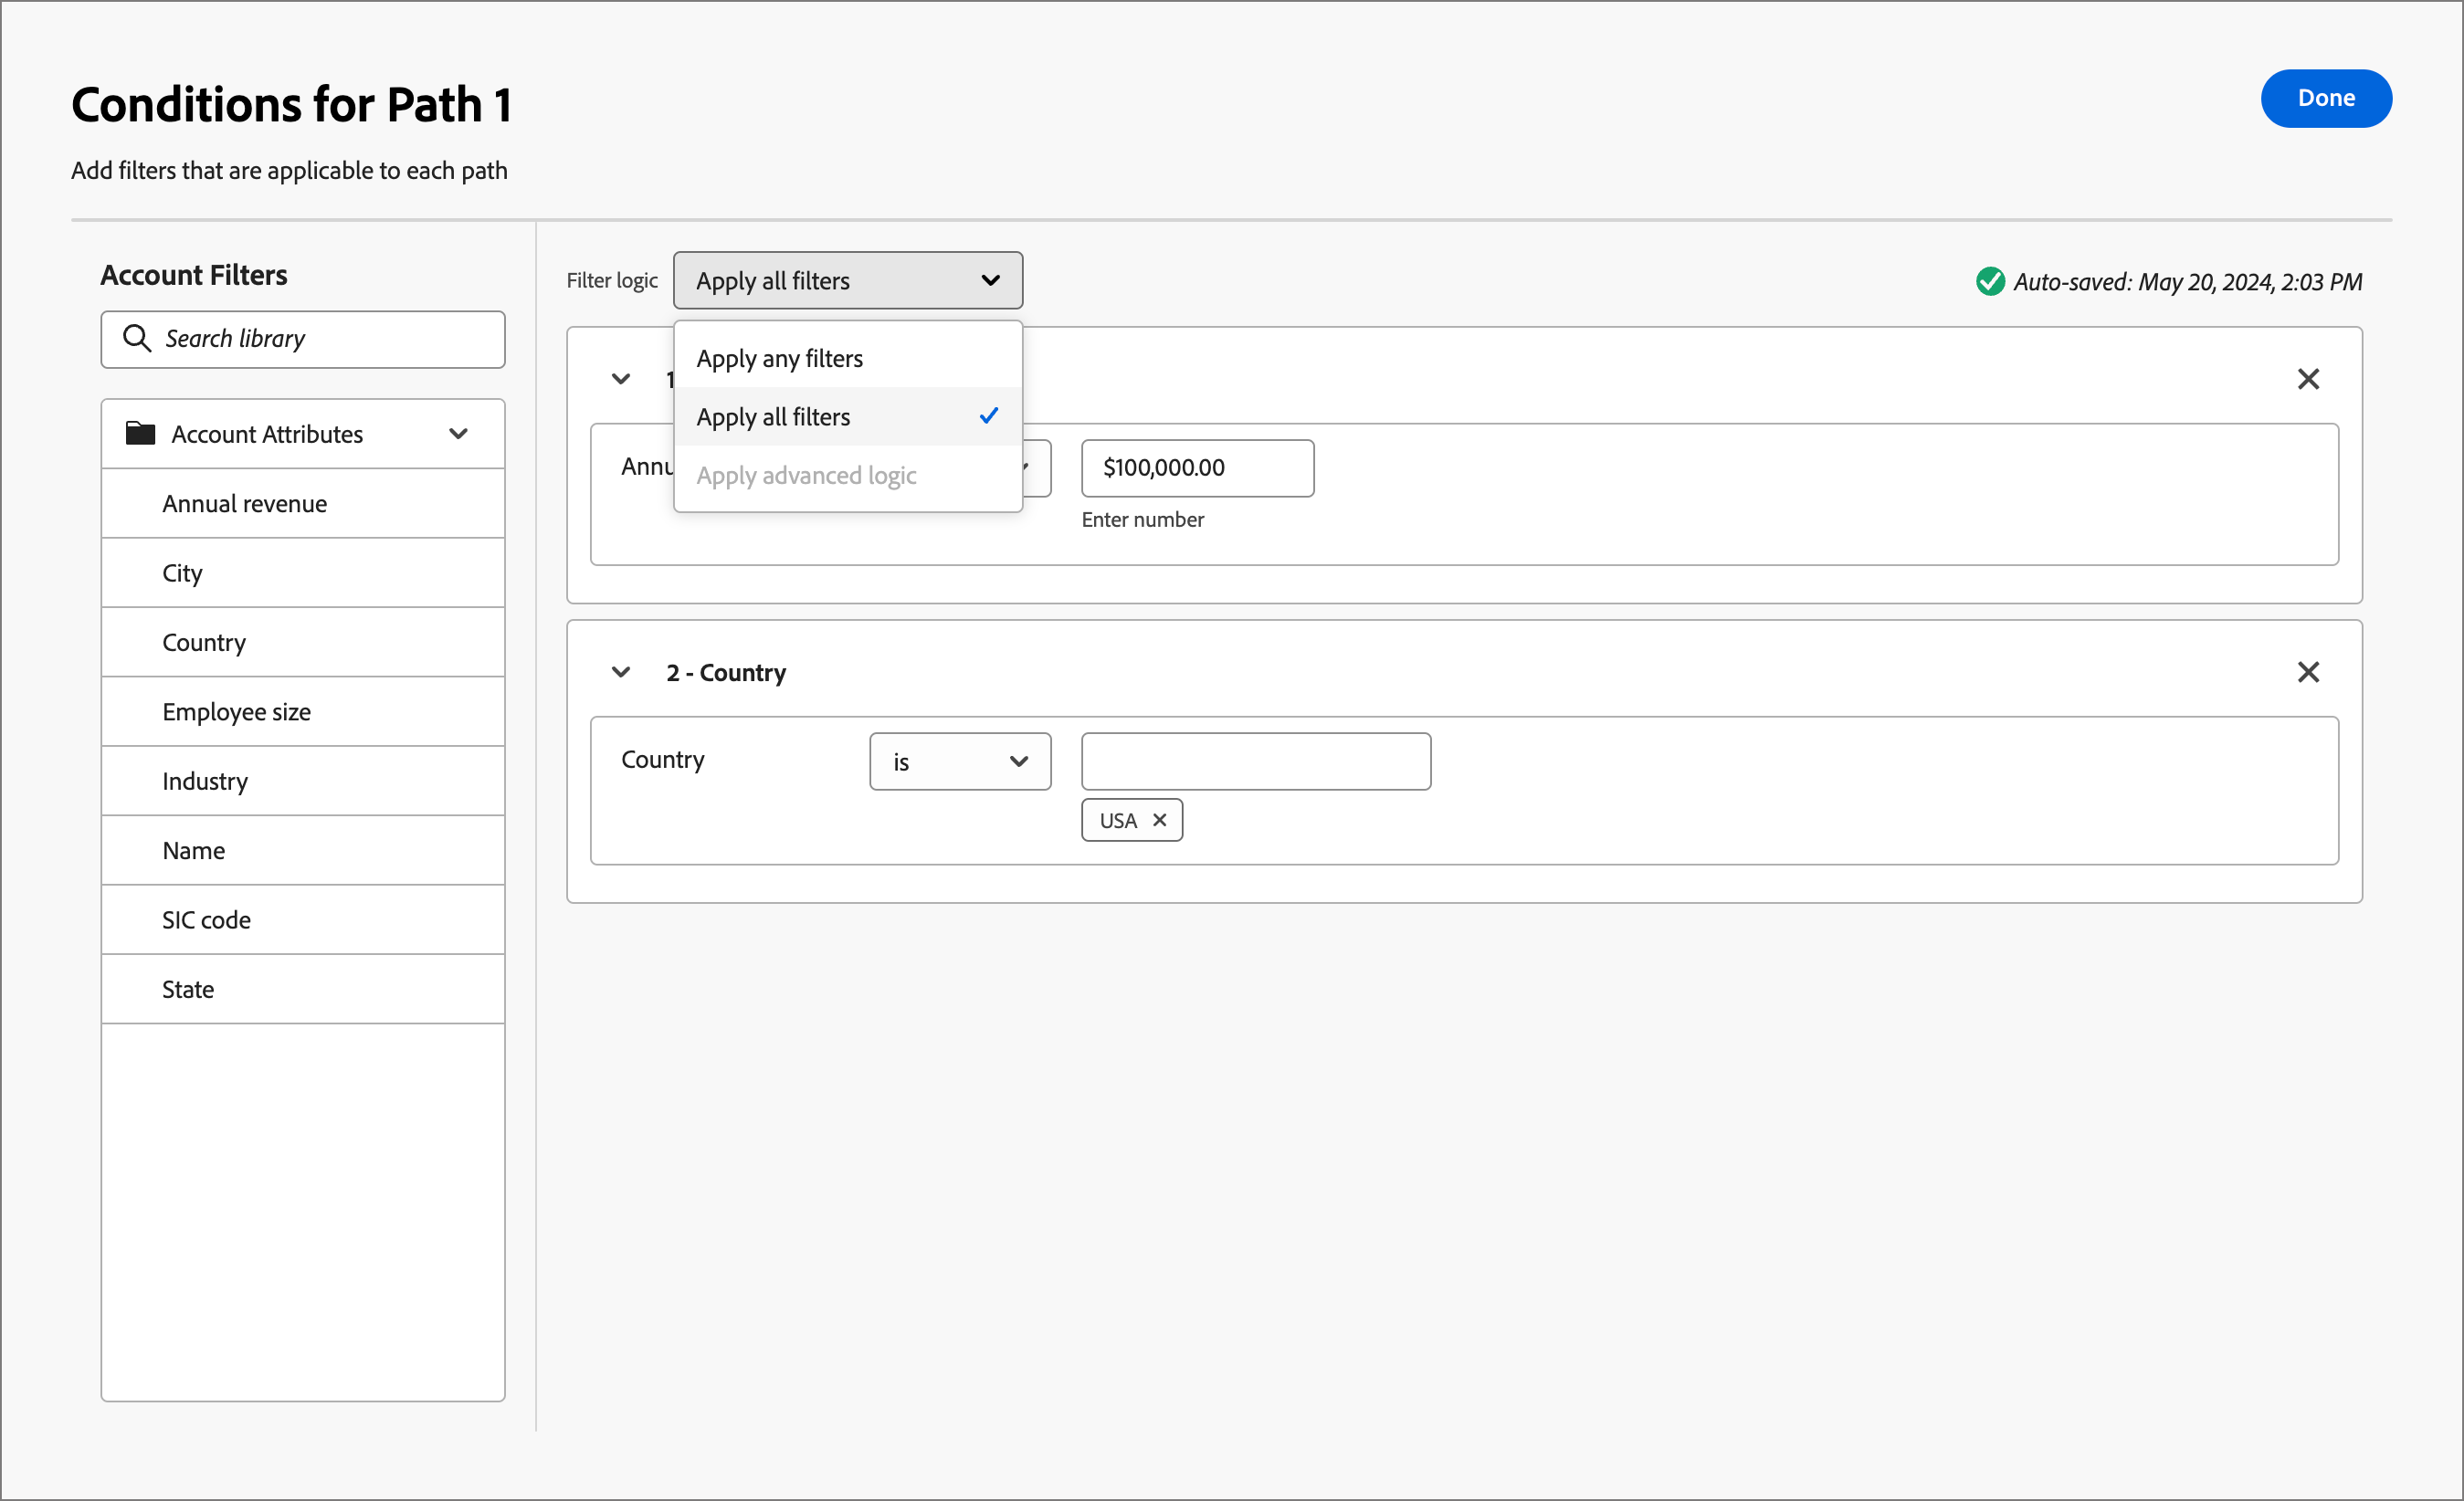 Conditions for Path 1
Done
Add filters that are applicable to each path
Account Filters
Search library
Account Attributes
Annual revenue
City
Country
Employee size
Industry
Name
SIC code
State
Filter logic
Apply all filters
Auto-saved: May 20, 2024, 2:03 PM
Apply any filters
Apply all filters
Apply advanced logic
1
Annu
$100,000.00
Enter number
2 - Country
Country
is
USA